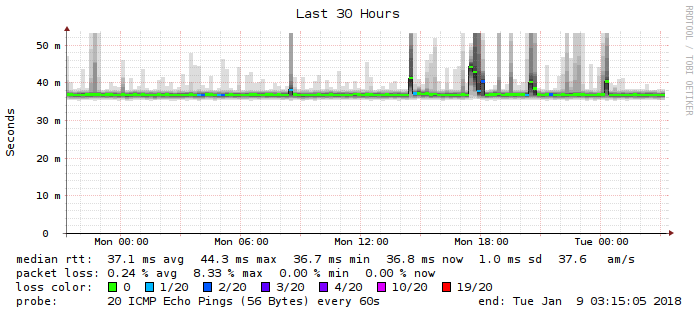 Last 30 Hours
RRDTOOL / TOBI OETIKER
Seconds
50 m
40 m
30 m
20 m
10 m
0
Mon 00:00 Mon 06:00 Mon 12:00 Mon 18:00 Tue 00:00
median rtt: 37.1 ms avg 44.3 ms max 36.7 ms min 36.8 ms now 1.0 ms sd 37.6 am/s
packet loss: 0.24 % avg 8.33 % max 0.00 % min 0.00 % now
loss color: 0 1/20 2/20 3/20 4/20 10/20 19/20
probe: 20 ICMP Echo Pings (56 Bytes) every 60s end: Tue Jan 9 03:15:05 2018